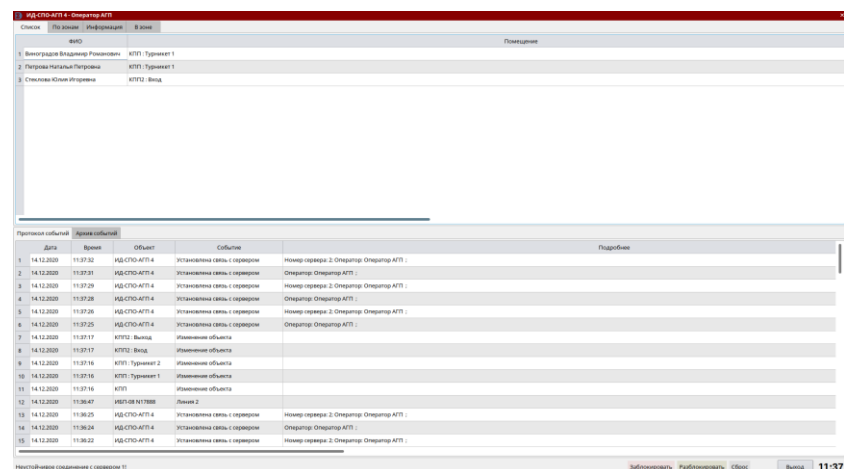 ИД-СПО-АГП 4 - Оператор АГП
Список По зонам Информация В зоне
ФИО Помещение
1 Виноградов Владимир Романович КПП : Турникет 1
2 Петрова Наталья Петровна КПП : Турникет 1
3 Стеклова Юлия Игоревна КПП2 : Вход
Протокол событий Архив событий
Дата Время Объект Событие Подробнее
1 14.12.2020 11:37:32 ИД-СПО-АГП 4 Установлена связь с сервером Номер сервера: 2; Оператор: Оператор АГП ;
2 14.12.2020 11:37:31 ИД-СПО-АГП 4 Установлена связь с сервером Оператор: Оператор АГП ;
3 14.12.2020 11:37:29 ИД-СПО-АГП 4 Установлена связь с сервером Номер сервера: 2; Оператор: Оператор АГП ;
4 14.12.2020 11:37:28 ИД-СПО-АГП 4 Установлена связь с сервером Оператор: Оператор АГП ;
5 14.12.2020 11:37:26 ИД-СПО-АГП 4 Установлена связь с сервером Номер сервера: 2; Оператор: Оператор АГП ;
6 14.12.2020 11:37:25 ИД-СПО-АГП 4 Установлена связь с сервером Оператор: Оператор АГП ;
7 14.12.2020 11:37:17 КПП2 : Выход Изменение объекта
8 14.12.2020 11:37:17 КПП2 : Вход Изменение объекта
9 14.12.2020 11:37:16 КПП : Турникет 2 Изменение объекта
10 14.12.2020 11:37:16 КПП : Турникет 1 Изменение объекта
11 14.12.2020 11:37:16 КПП Изменение объекта
12 14.12.2020 11:36:47 ИБП-08 N17888 Линия 2
13 14.12.2020 11:36:25 ИД-СПО-АГП 4 Установлена связь с сервером Номер сервера: 2; Оператор: Оператор АГП ;
14 14.12.2020 11:36:24 ИД-СПО-АГП 4 Установлена связь с сервером Оператор: Оператор АГП ;
15 14.12.2020 11:36:22 ИД-СПО-АГП 4 Установлена связь с сервером Номер сервера: 2; Оператор: Оператор АГП ;
Неустойчивое соединение с сервером 1! Заблокировать Разблокировать Сброс Выход 11:37